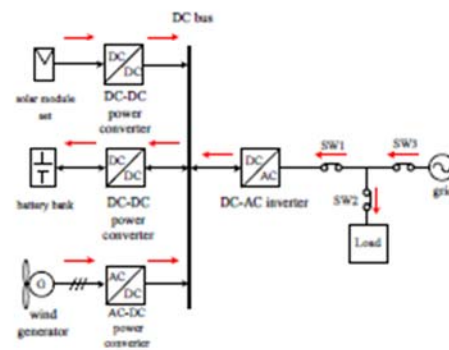 DC bus
DC
DC
solar module
set
DC-DC
power
converter
SW1
SW3
DC
DC
DC
AC
grid
battery bank
DC-DC
power
converter
DC-AC inverter
SW2
Load
G
AC
DC
wind
generator
AC-DC
power
converter